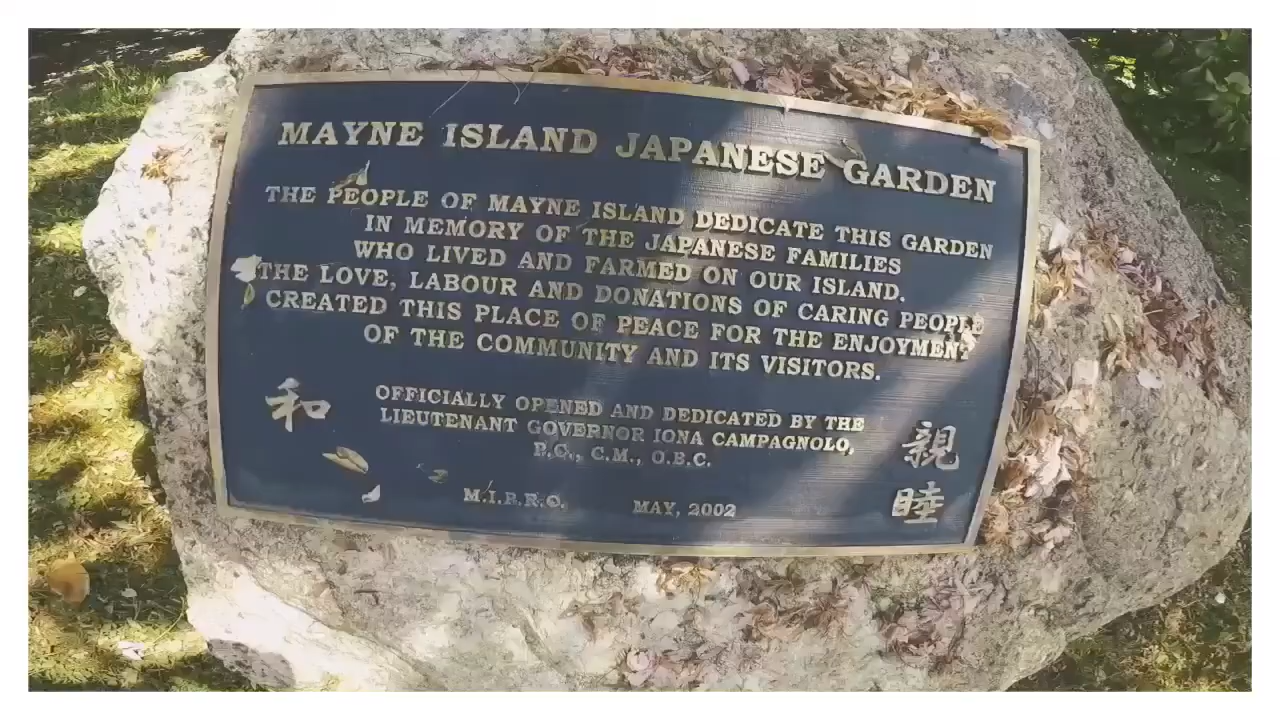 MAYNE ISLAND JAPANESE GARDEN
THE PEOPLE OF MAYNE ISLAND DEDICATE THIS GARDEN
IN MEMORY OF THE JAPANESE FAMILIES
WHO LIVED AND FARMED ON OUR ISLAND.
THE LOVE, LABOUR AND DONATIONS OF CARING PEOPLE
CREATED THIS PLACE OF PEACE FOR THE ENJOYMENT
OF THE COMMUNITY AND ITS VISITORS.
和
OFFICIALLY OPENED AND DEDICATED BY THE
LIEUTENANT GOVERNOR IONA CAMPAGNOLO,
P.C., C.M., O.B.C.
親
睦
M.I.P.R.O. MAY, 2002